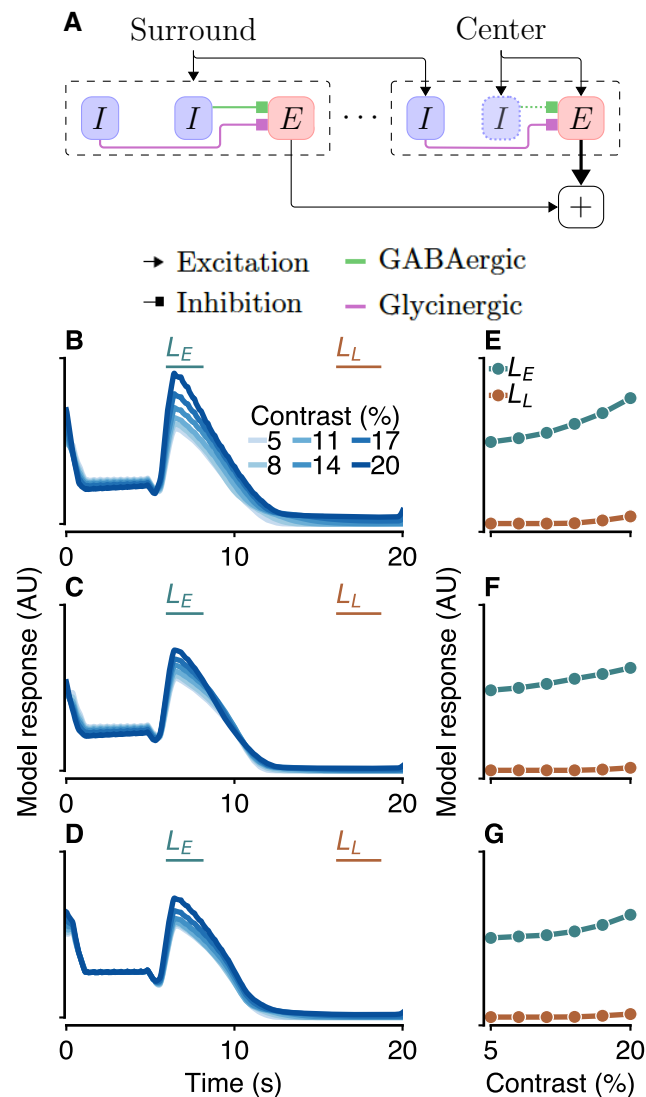 A
Surround
Center
I
I
E
· · ·
I
I
E
+
Excitation
GABAergic
Inhibition
Glycinergic
B
L_E
L_L
Contrast (%)
5 11 17
8 14 20
0 10 20
E
L_E
L_L
C
L_E
L_L
0 10 20
F
D
L_E
L_L
0 10 20
G
5 20
Model response (AU)
Model response (AU)
Time (s)
Contrast (%)